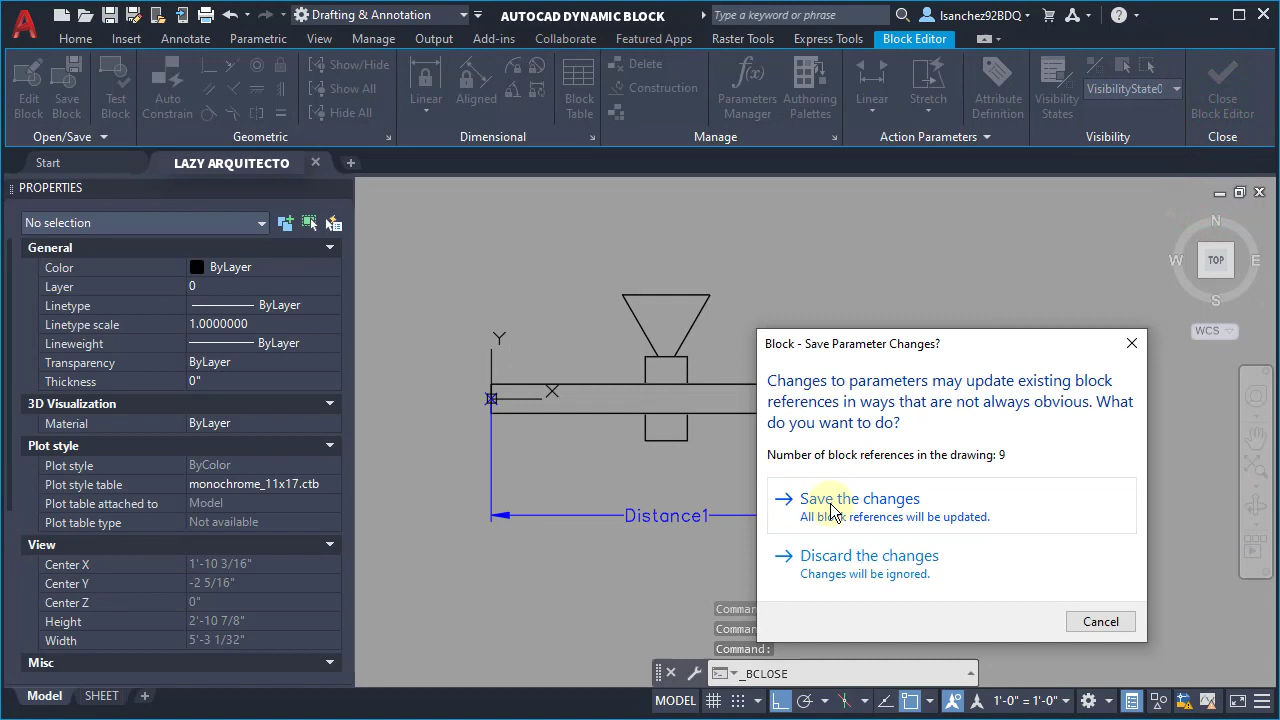 Drafting & Annotation
AUTOCAD DYNAMIC BLOCK
Type a keyword or phrase
lsanchez92BDQ
Home
Insert
Annotate
Parametric
View
Manage
Output
Add-ins
Collaborate
Featured Apps
Raster Tools
Express Tools
Block Editor
Edit
Block
Save
Block
Test
Block
Auto
Constrain
Show/Hide
Show All
Hide All
Linear
Aligned
Block
Table
Delete
Construction
Parameters
Manager
Authoring
Palettes
Linear
Stretch
Attribute
Definition
Visibility
States
Close
Block Editor
Open/Save
Geometric
Dimensional
Manage
Action Parameters
Visibility
Close
Start
LAZY ARQUITECTO
PROPERTIES
No selection
General
Color ByLayer
Layer 0
Linetype ByLayer
Linetype scale 1.0000000
Lineweight ByLayer
Transparency ByLayer
Thickness 0"
3D Visualization
Material ByLayer
Plot style
Plot style ByColor
Plot style table monochrome_11x17.ctb
Plot table attached to Model
Plot table type Not available
View
Center X 1'-10 3/16"
Center Y -2 5/16"
Center Z 0"
Height 2'-10 7/8"
Width 5'-3 1/32"
Misc
Y
X
Distance1
N
W
TOP
E
S
WCS
Block - Save Parameter Changes?
Changes to parameters may update existing block
references in ways that are not always obvious. What
do you want to do?
Number of block references in the drawing: 9
Save the changes
All block references will be updated.
Discard the changes
Changes will be ignored.
Cancel
Command:
_BCLOSE
Model
SHEET
MODEL
1'-0" = 1'-0"